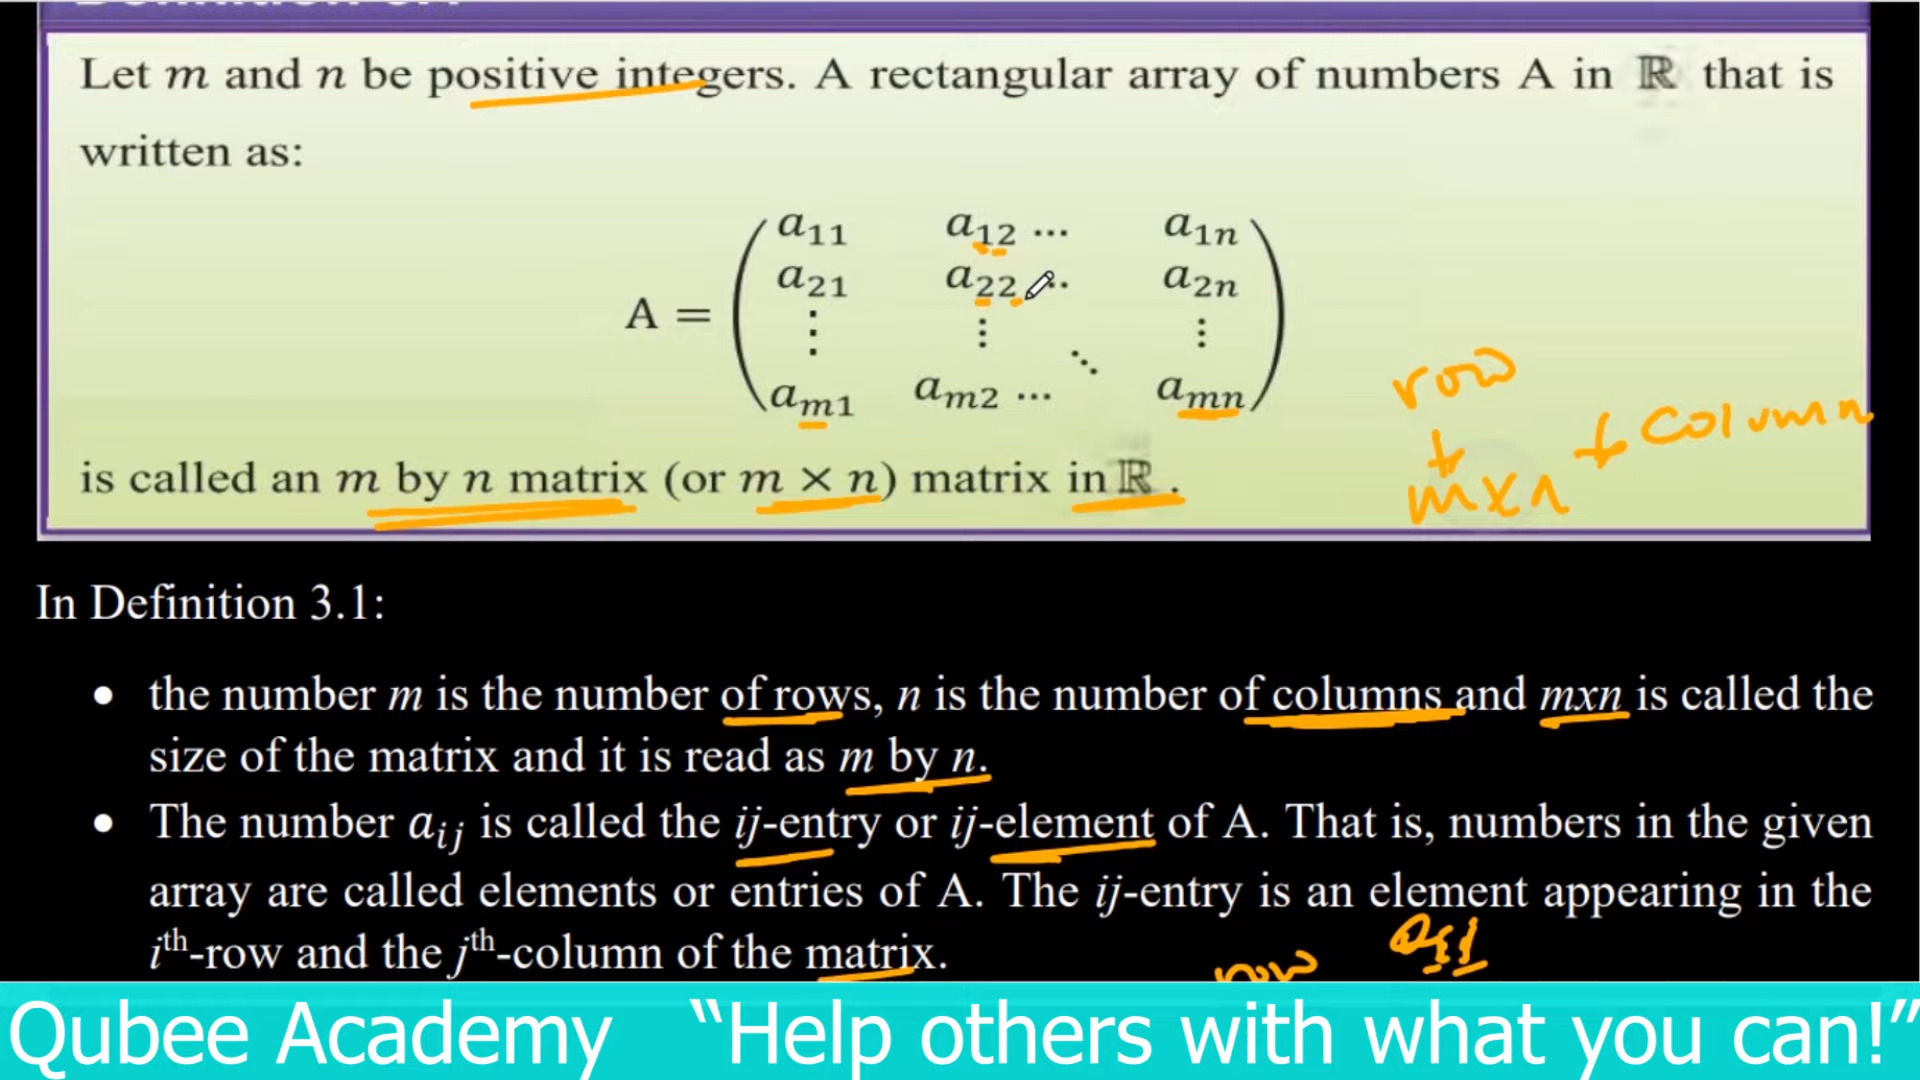 Let m and n be positive integers. A rectangular array of numbers A in ℝ that is
written as:
a₁₁ a₁₂ ... a₁ₙ
a₂₁ a₂₂ ... a₂ₙ
A =
⋮ ⋮ ⋱ ⋮
aₘ₁ aₘ₂ ... aₘₙ
row
column
is called an m by n matrix (or m × n) matrix in ℝ.
m×n
In Definition 3.1:
• the number m is the number of rows, n is the number of columns and mxn is called the
size of the matrix and it is read as m by n.
• The number aᵢⱼ is called the ij-entry or ij-element of A. That is, numbers in the given
array are called elements or entries of A. The ij-entry is an element appearing in the
iᵗʰ-row and the jᵗʰ-column of the matrix.
row
Qubee Academy “Help others with what you can!”